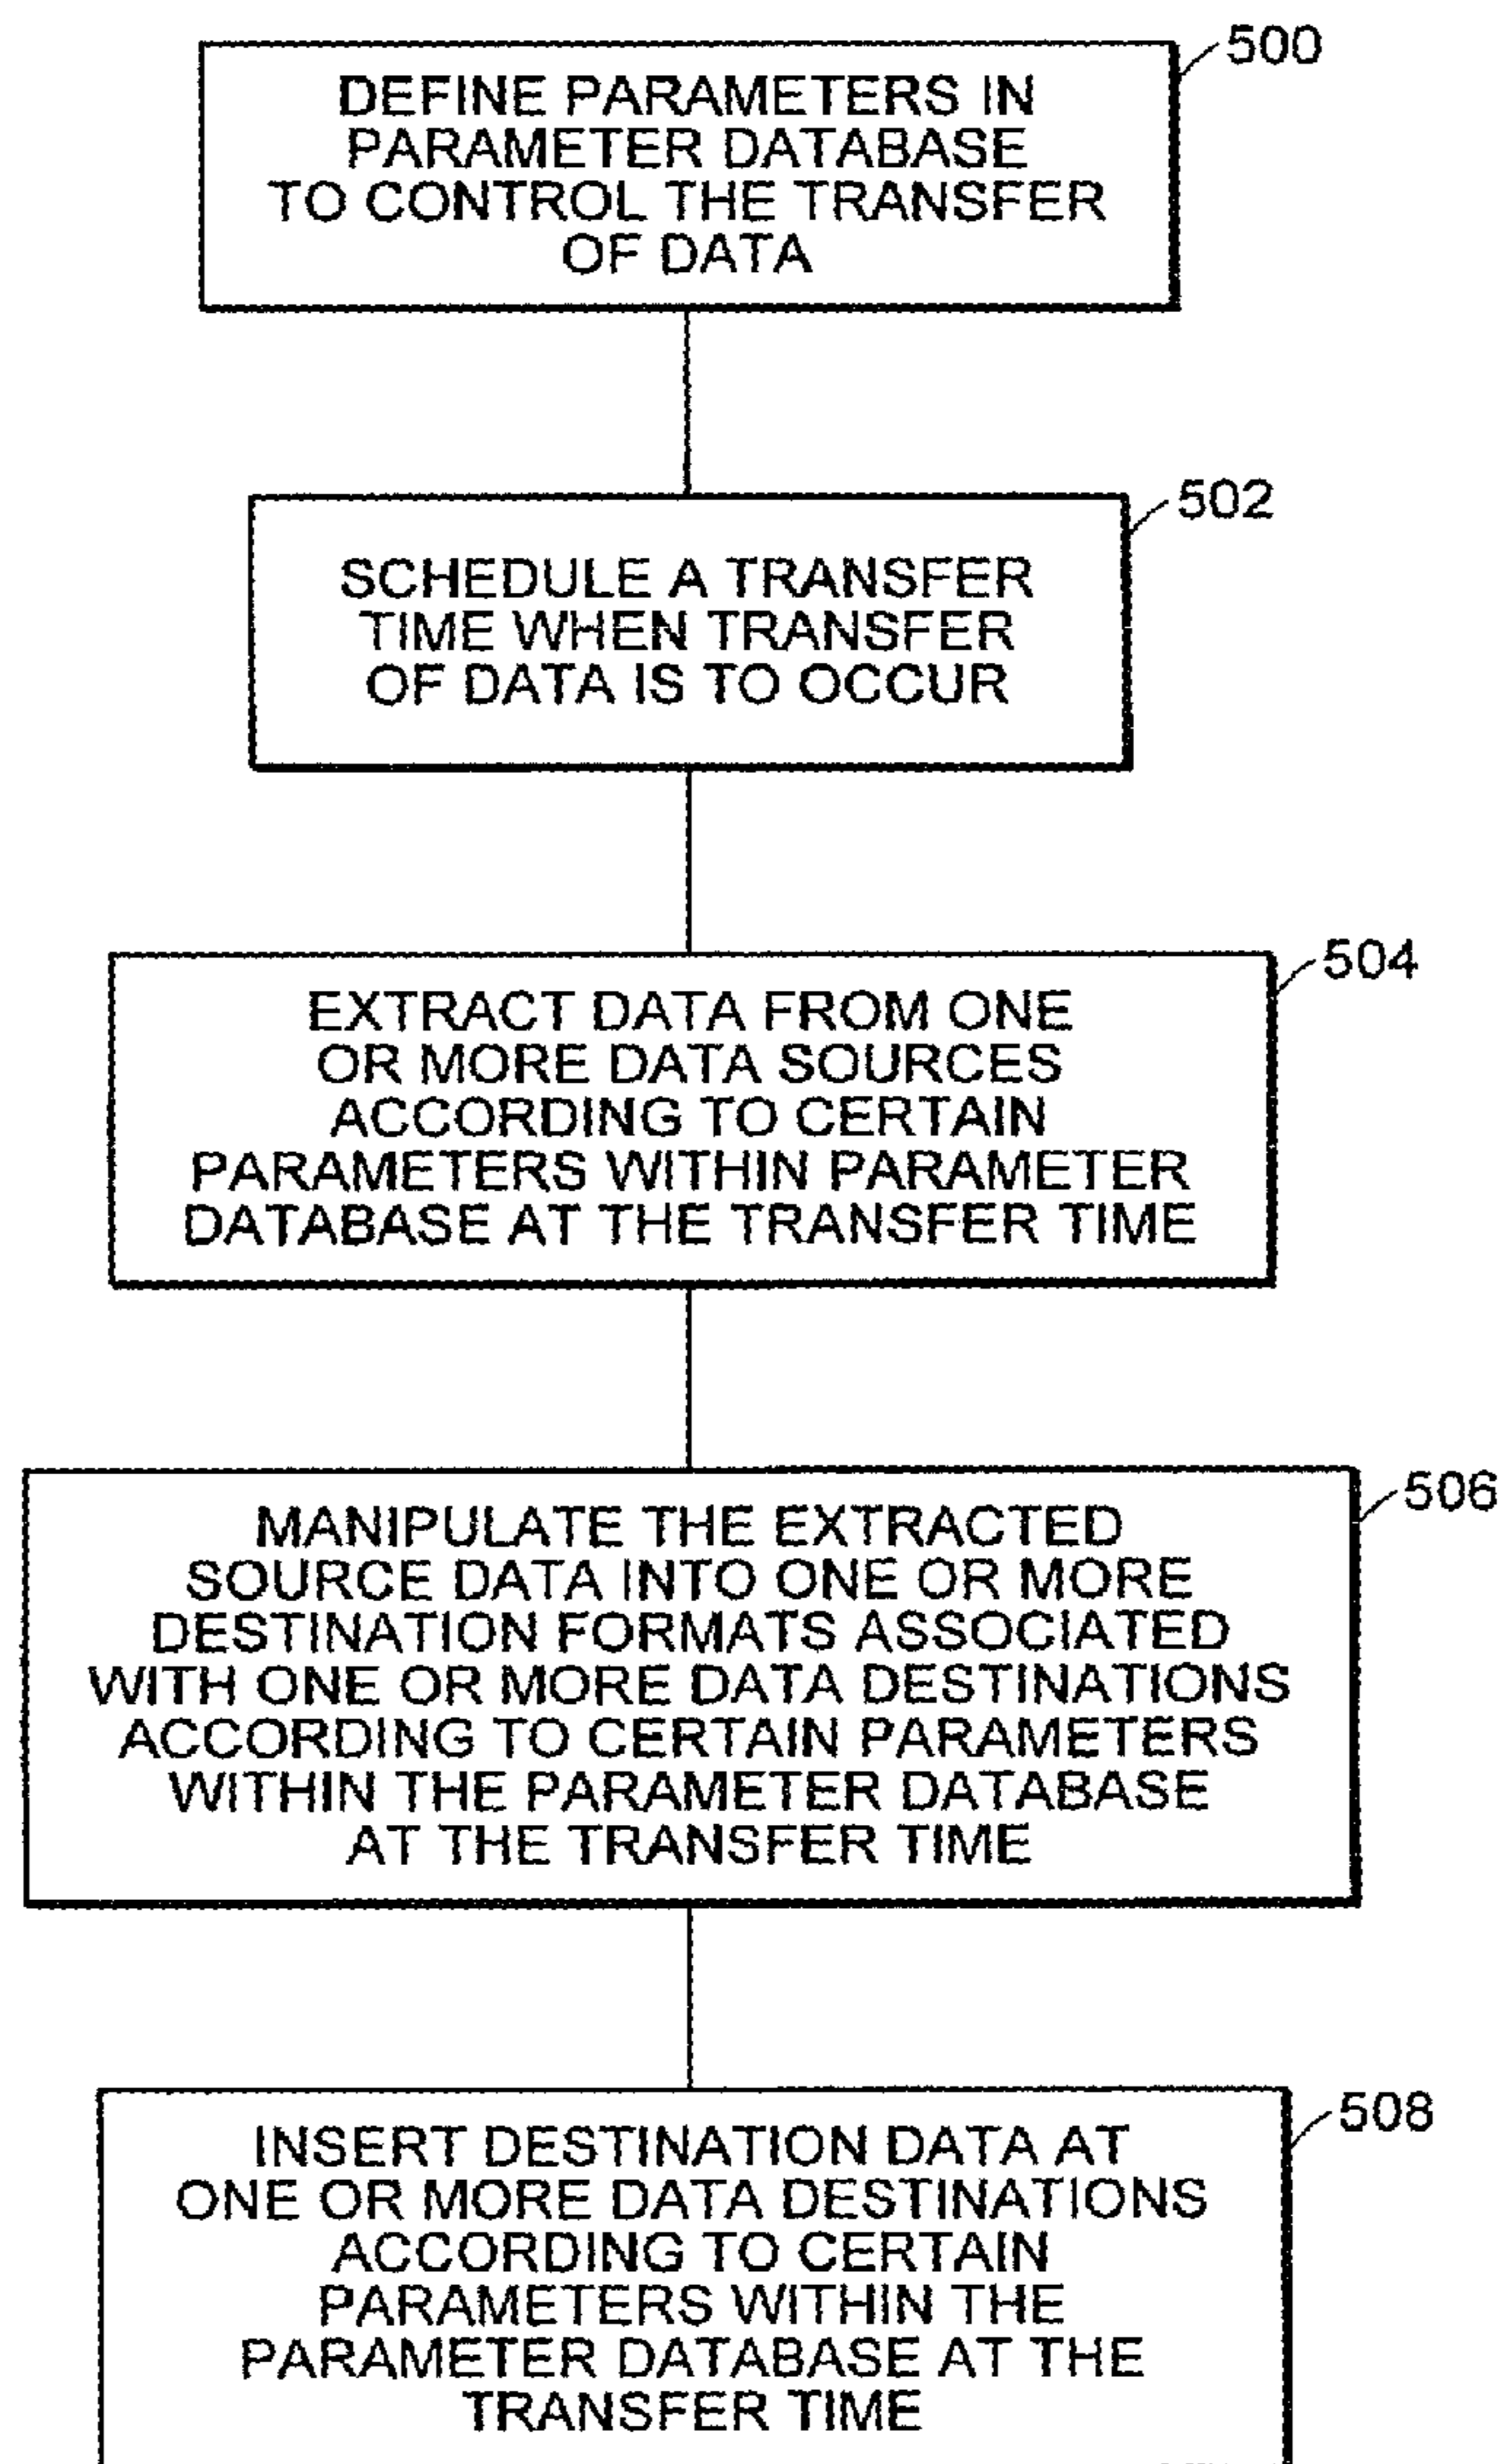 500
DEFINE PARAMETERS IN
PARAMETER DATABASE
TO CONTROL THE TRANSFER
OF DATA
502
SCHEDULE A TRANSFER
TIME WHEN TRANSFER
OF DATA IS TO OCCUR
504
EXTRACT DATA FROM ONE
OR MORE DATA SOURCES
ACCORDING TO CERTAIN
PARAMETERS WITHIN PARAMETER
DATABASE AT THE TRANSFER TIME
506
MANIPULATE THE EXTRACTED
SOURCE DATA INTO ONE OR MORE
DESTINATION FORMATS ASSOCIATED
WITH ONE OR MORE DATA DESTINATIONS
ACCORDING TO CERTAIN PARAMETERS
WITHIN THE PARAMETER DATABASE
AT THE TRANSFER TIME
508
INSERT DESTINATION DATA AT
ONE OR MORE DATA DESTINATIONS
ACCORDING TO CERTAIN
PARAMETERS WITHIN THE
PARAMETER DATABASE AT THE
TRANSFER TIME